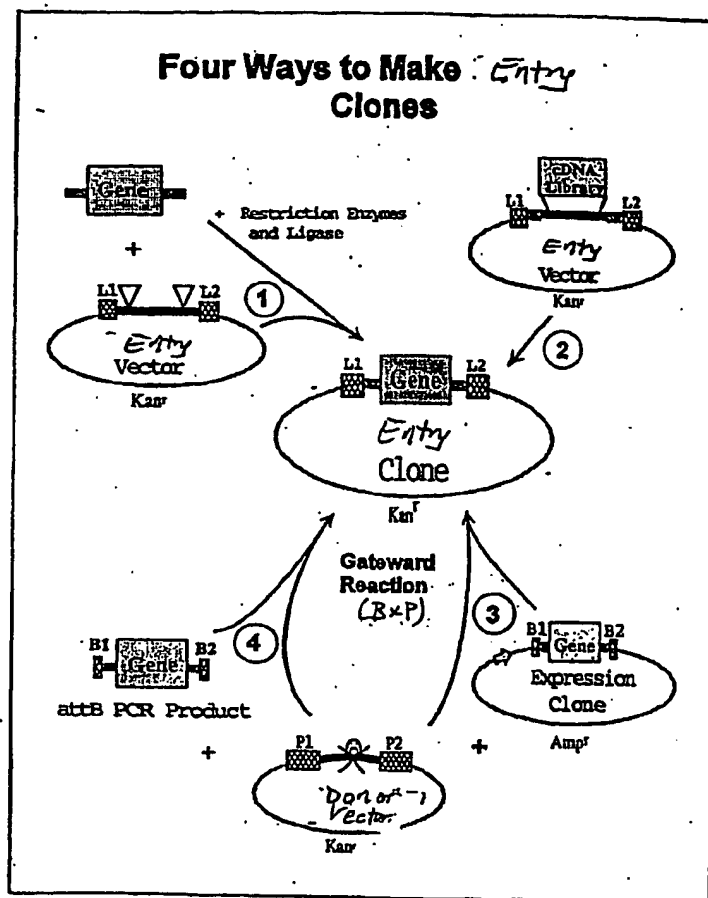 Four Ways to Make Entry
Clones
Gene
+
+ Restriction Enzymes
and Ligase
L1
L2
Entry
Vector
Kanr
1
cDNA
Library
L1
L2
Entry
Vector
Kanr
2
L1
Gene
L2
Entry
Clone
Kanr
Gateward
Reaction
(B×P)
4
3
B1
Gene
B2
attB PCR Product
+
B1
Gene
B2
Expression
Clone
Ampr
+
P1
P2
Donor
Vector
Kanr